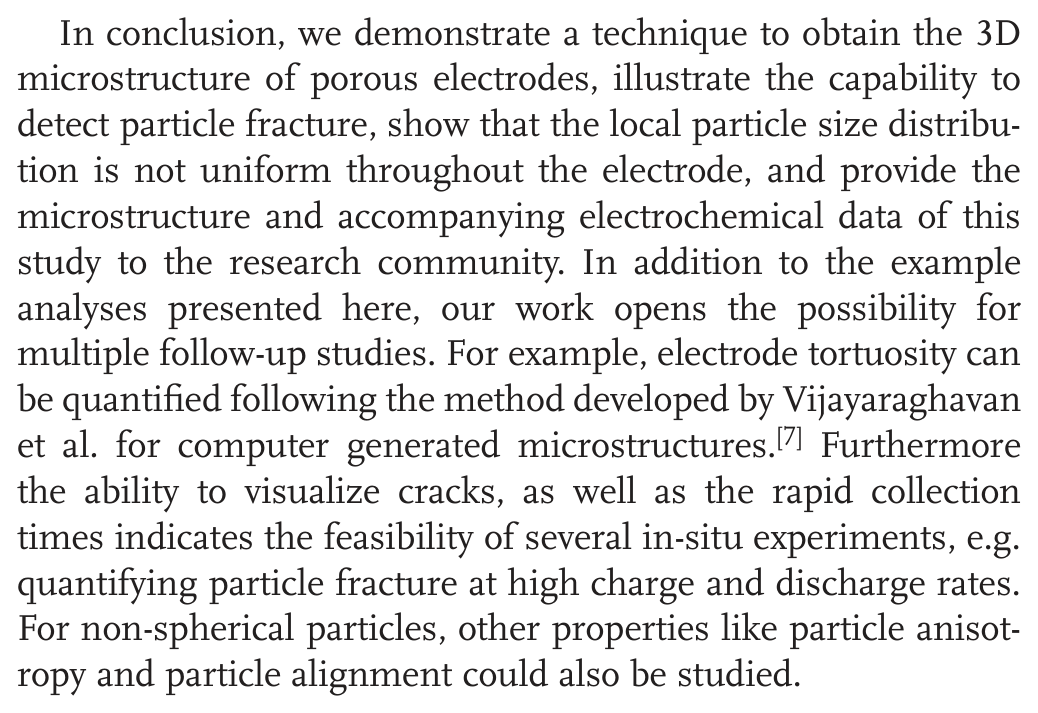 In conclusion, we demonstrate a technique to obtain the 3D
microstructure of porous electrodes, illustrate the capability to
detect particle fracture, show that the local particle size distribu-
tion is not uniform throughout the electrode, and provide the
microstructure and accompanying electrochemical data of this
study to the research community. In addition to the example
analyses presented here, our work opens the possibility for
multiple follow-up studies. For example, electrode tortuosity can
be quantified following the method developed by Vijayaraghavan
et al. for computer generated microstructures.[7] Furthermore
the ability to visualize cracks, as well as the rapid collection
times indicates the feasibility of several in-situ experiments, e.g.
quantifying particle fracture at high charge and discharge rates.
For non-spherical particles, other properties like particle anisot-
ropy and particle alignment could also be studied.